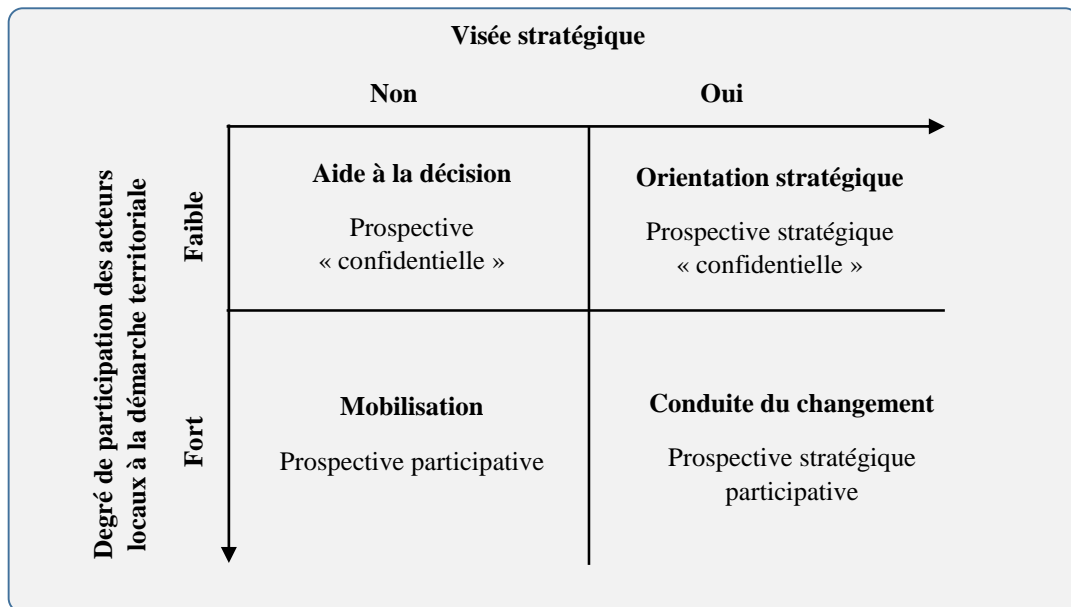 Visée stratégique
Non
Oui
Degré de participation des acteurs
locaux à la démarche territoriale
Faible
Aide à la décision
Prospective
« confidentielle »
Orientation stratégique
Prospective stratégique
« confidentielle »
Fort
Mobilisation
Prospective participative
Conduite du changement
Prospective stratégique
participative